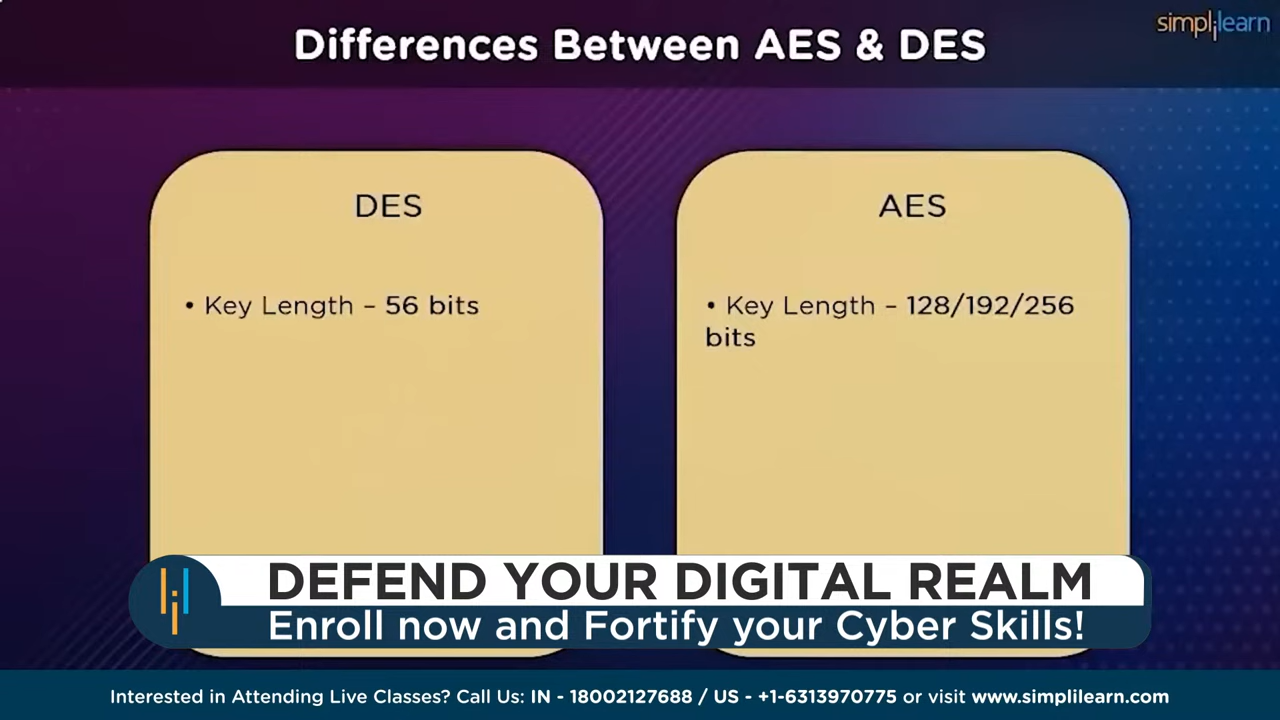 Differences Between AES & DES
simplilearn
DES
• Key Length – 56 bits
AES
• Key Length – 128/192/256
bits
DEFEND YOUR DIGITAL REALM
Enroll now and Fortify your Cyber Skills!
Interested in Attending Live Classes? Call Us: IN - 18002127688 / US - +1-6313970775 or visit www.simplilearn.com